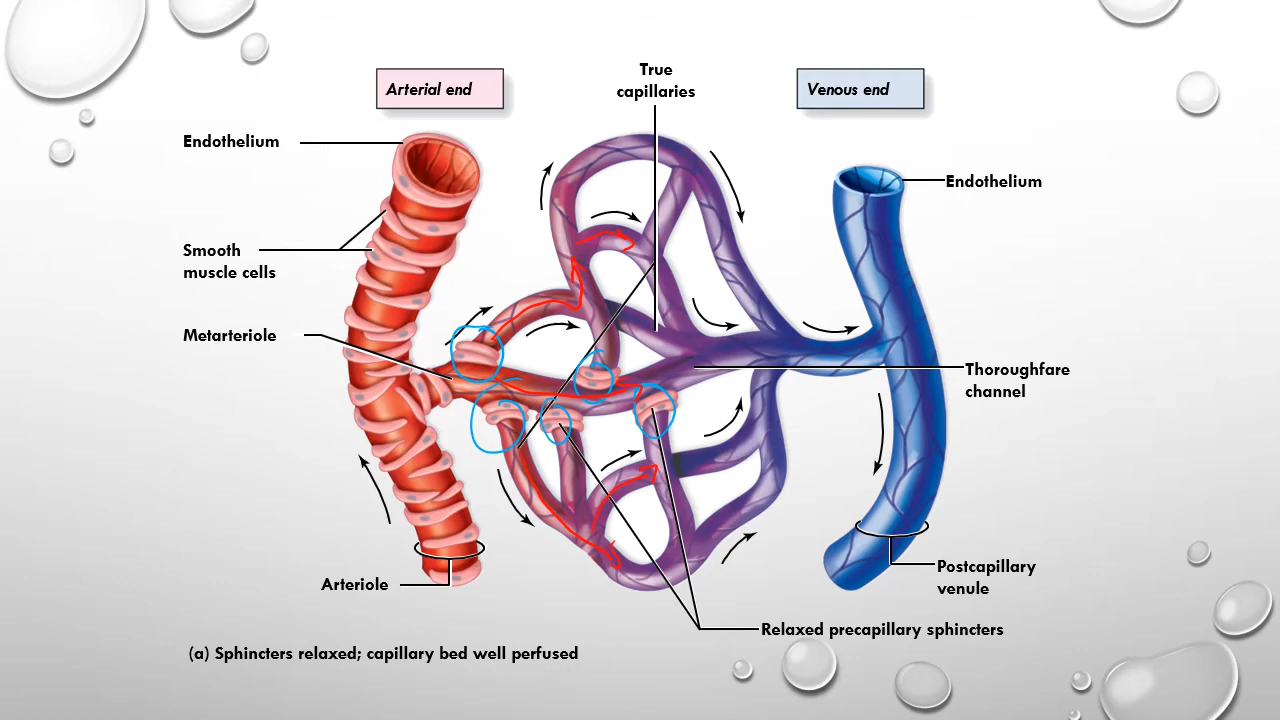 Arterial end
True
capillaries
Venous end
Endothelium
Endothelium
Smooth
muscle cells
Metarteriole
Thoroughfare
channel
Arteriole
Postcapillary
venule
Relaxed precapillary sphincters
(a) Sphincters relaxed; capillary bed well perfused